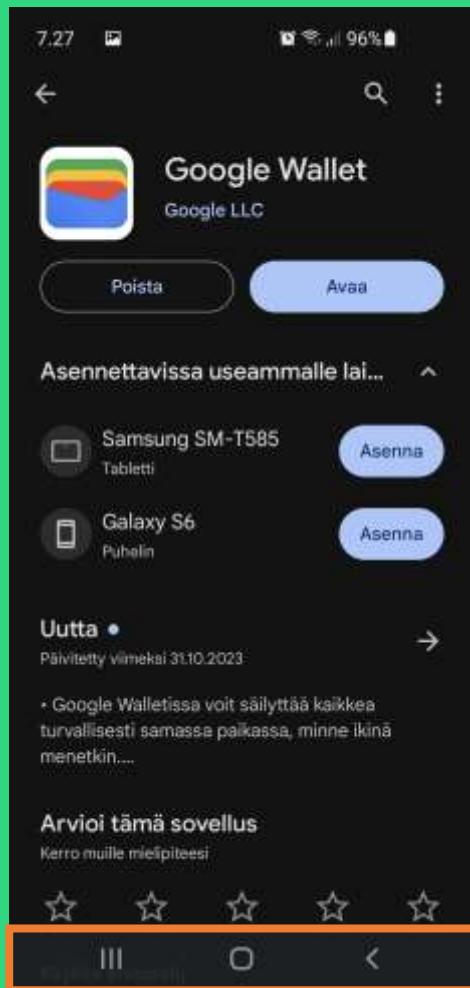 7.27
96%
Google Wallet
Google LLC
Poista
Avaa
Asennettavissa useammalle lai...
Samsung SM-T585
Tabletti
Asenna
Galaxy S6
Puhelin
Asenna
Uutta
Päivitetty viimeksi 31.10.2023
• Google Walletissa voit säilyttää kaikkea
turvallisesti samassa paikassa, minne ikinä
menetkin....
Arvioi tämä sovellus
Kerro muille mielipiteesi